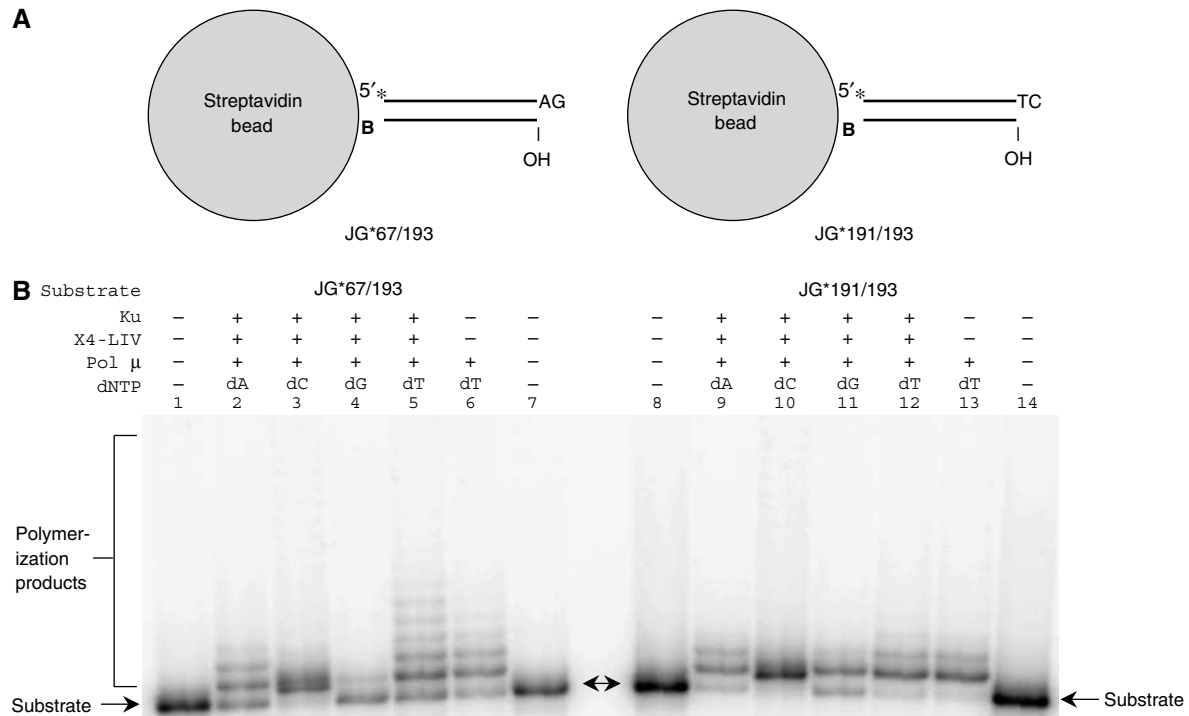 A
Streptavidin bead
5′*
B
AG
OH
JG*67/193
Streptavidin bead
5′*
B
TC
OH
JG*191/193
B
Substrate JG*67/193 JG*191/193
Ku − + + + + − − − + + + + − −
X4-LIV − + + + + − − − + + + + − −
Pol μ − + + + + + − − + + + + + −
dNTP − dA dC dG dT dT − − dA dC dG dT dT −
1 2 3 4 5 6 7 8 9 10 11 12 13 14
Polymer-
ization
products
Substrate
Substrate